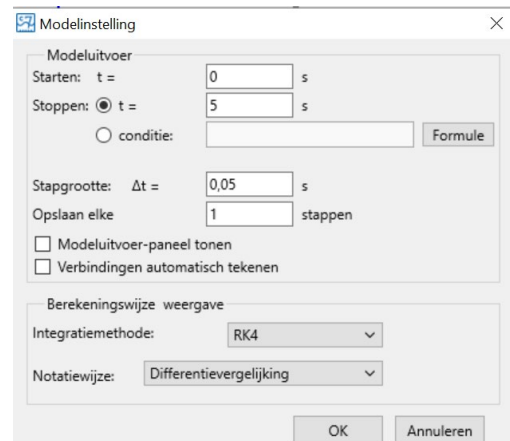 Modelinstelling
Modeluitvoer
Starten: t = 0 s
Stoppen: t = 5 s
conditie: Formule
Stapgrootte: Δt = 0,05 s
Opslaan elke 1 stappen
Modeluitvoer-paneel tonen
Verbindingen automatisch tekenen
Berekeningswijze weergave
Integratiemethode: RK4
Notatiewijze: Differentievergelijking
OK Annuleren